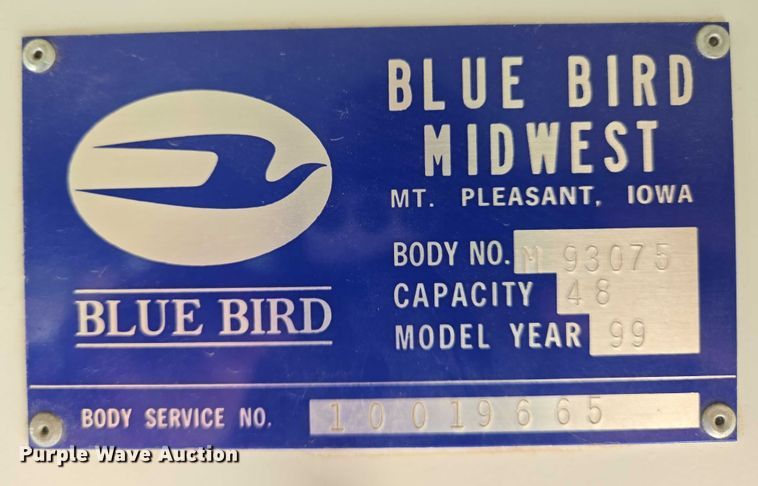 BLUE BIRD
MIDWEST
MT. PLEASANT, IOWA
BODY NO. M 93075
CAPACITY 48
MODEL YEAR 99
BLUE BIRD
BODY SERVICE NO. 10019665
Purple Wave Auction